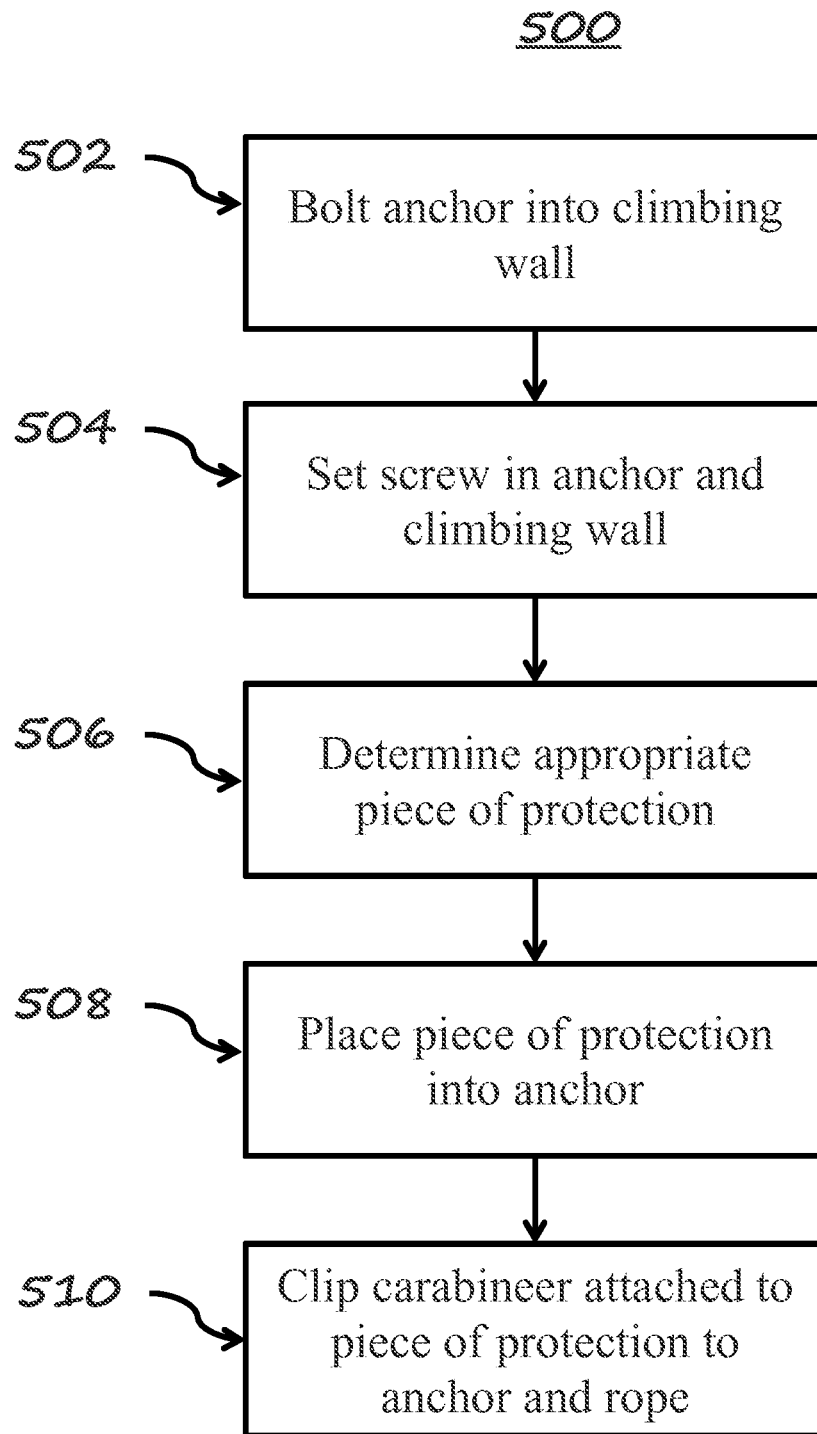 500
502
Bolt anchor into climbing
wall
504
Set screw in anchor and
climbing wall
506
Determine appropriate
piece of protection
508
Place piece of protection
into anchor
510
Clip carabineer attached to
piece of protection to
anchor and rope